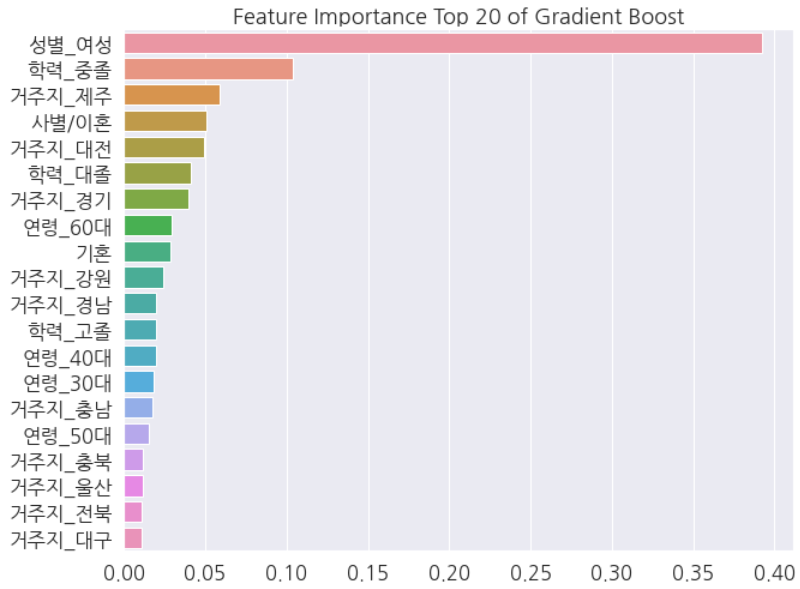 Feature Importance Top 20 of Gradient Boost
성별_여성
학력_중졸
거주지_제주
사별/이혼
거주지_대전
학력_대졸
거주지_경기
연령_60대
기혼
거주지_강원
거주지_경남
학력_고졸
연령_40대
연령_30대
거주지_충남
연령_50대
거주지_충북
거주지_울산
거주지_전북
거주지_대구
0.00 0.05 0.10 0.15 0.20 0.25 0.30 0.35 0.40